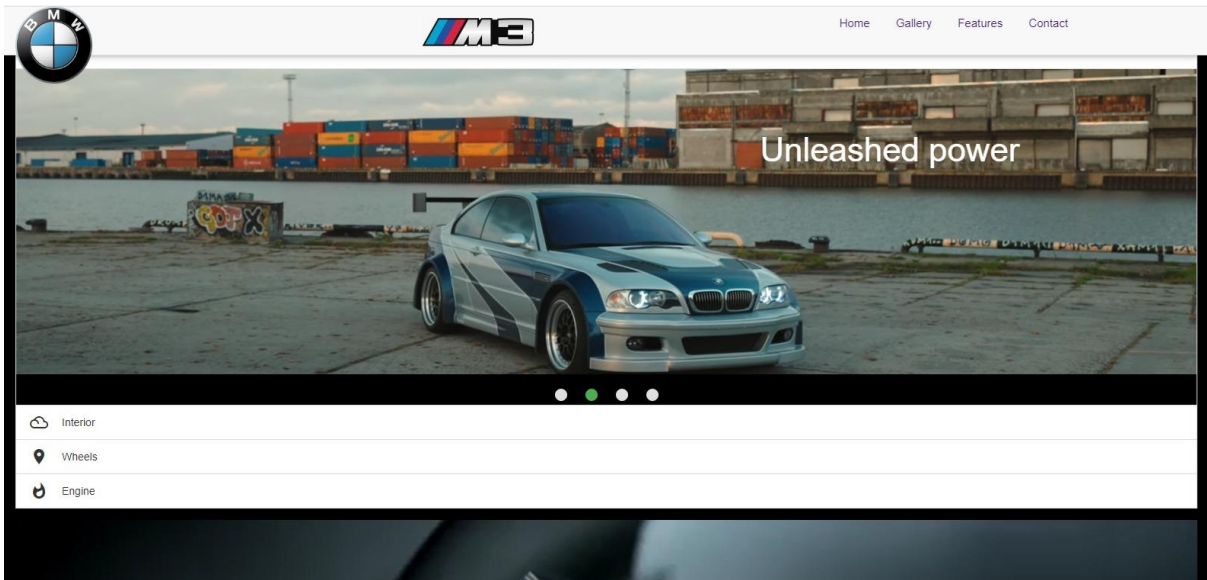 BMW
M3
Home Gallery Features Contact
Unleashed power
Interior
Wheels
Engine